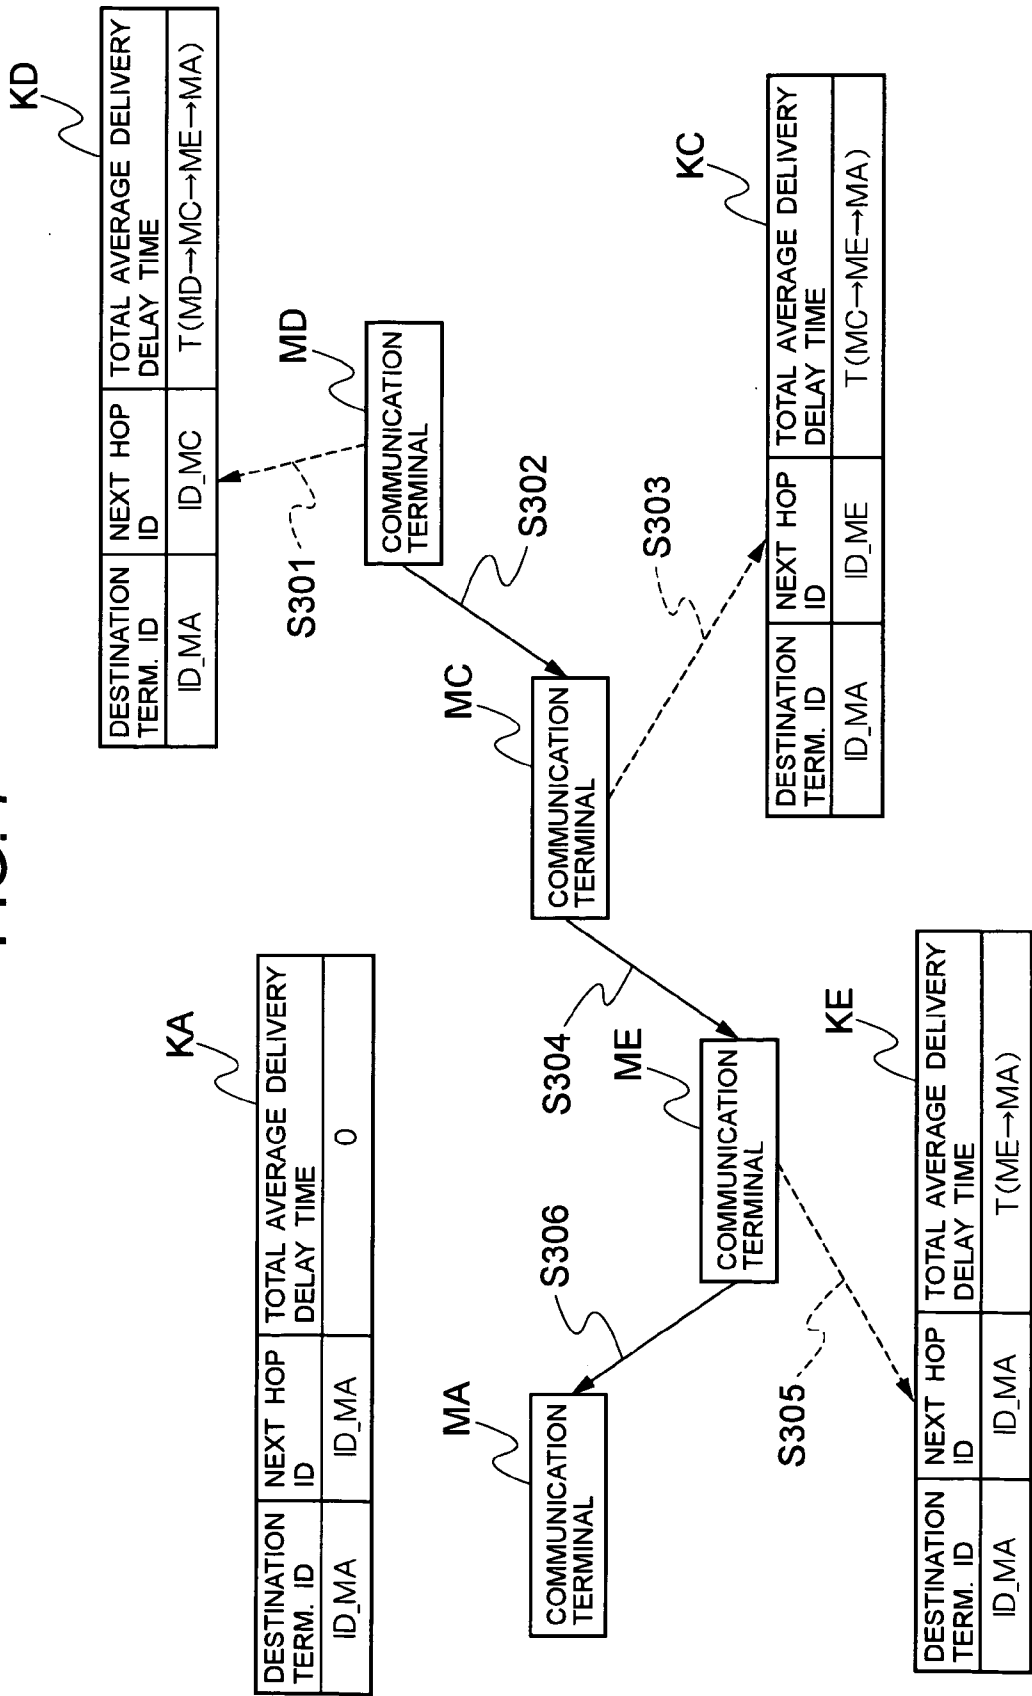 FIG. 7
KA
DESTINATION TERM. ID
NEXT HOP ID
TOTAL AVERAGE DELIVERY DELAY TIME
ID_MA
ID_MA
0
KD
DESTINATION TERM. ID
NEXT HOP ID
TOTAL AVERAGE DELIVERY DELAY TIME
ID_MA
ID_MC
T(MD→MC→ME→MA)
S301
MD
COMMUNICATION
TERMINAL
S302
MC
COMMUNICATION
TERMINAL
S303
KC
DESTINATION TERM. ID
NEXT HOP ID
TOTAL AVERAGE DELIVERY DELAY TIME
ID_MA
ID_ME
T(MC→ME→MA)
S304
ME
COMMUNICATION
TERMINAL
S306
MA
COMMUNICATION
TERMINAL
S305
KE
DESTINATION TERM. ID
NEXT HOP ID
TOTAL AVERAGE DELIVERY DELAY TIME
ID_MA
ID_MA
T(ME→MA)